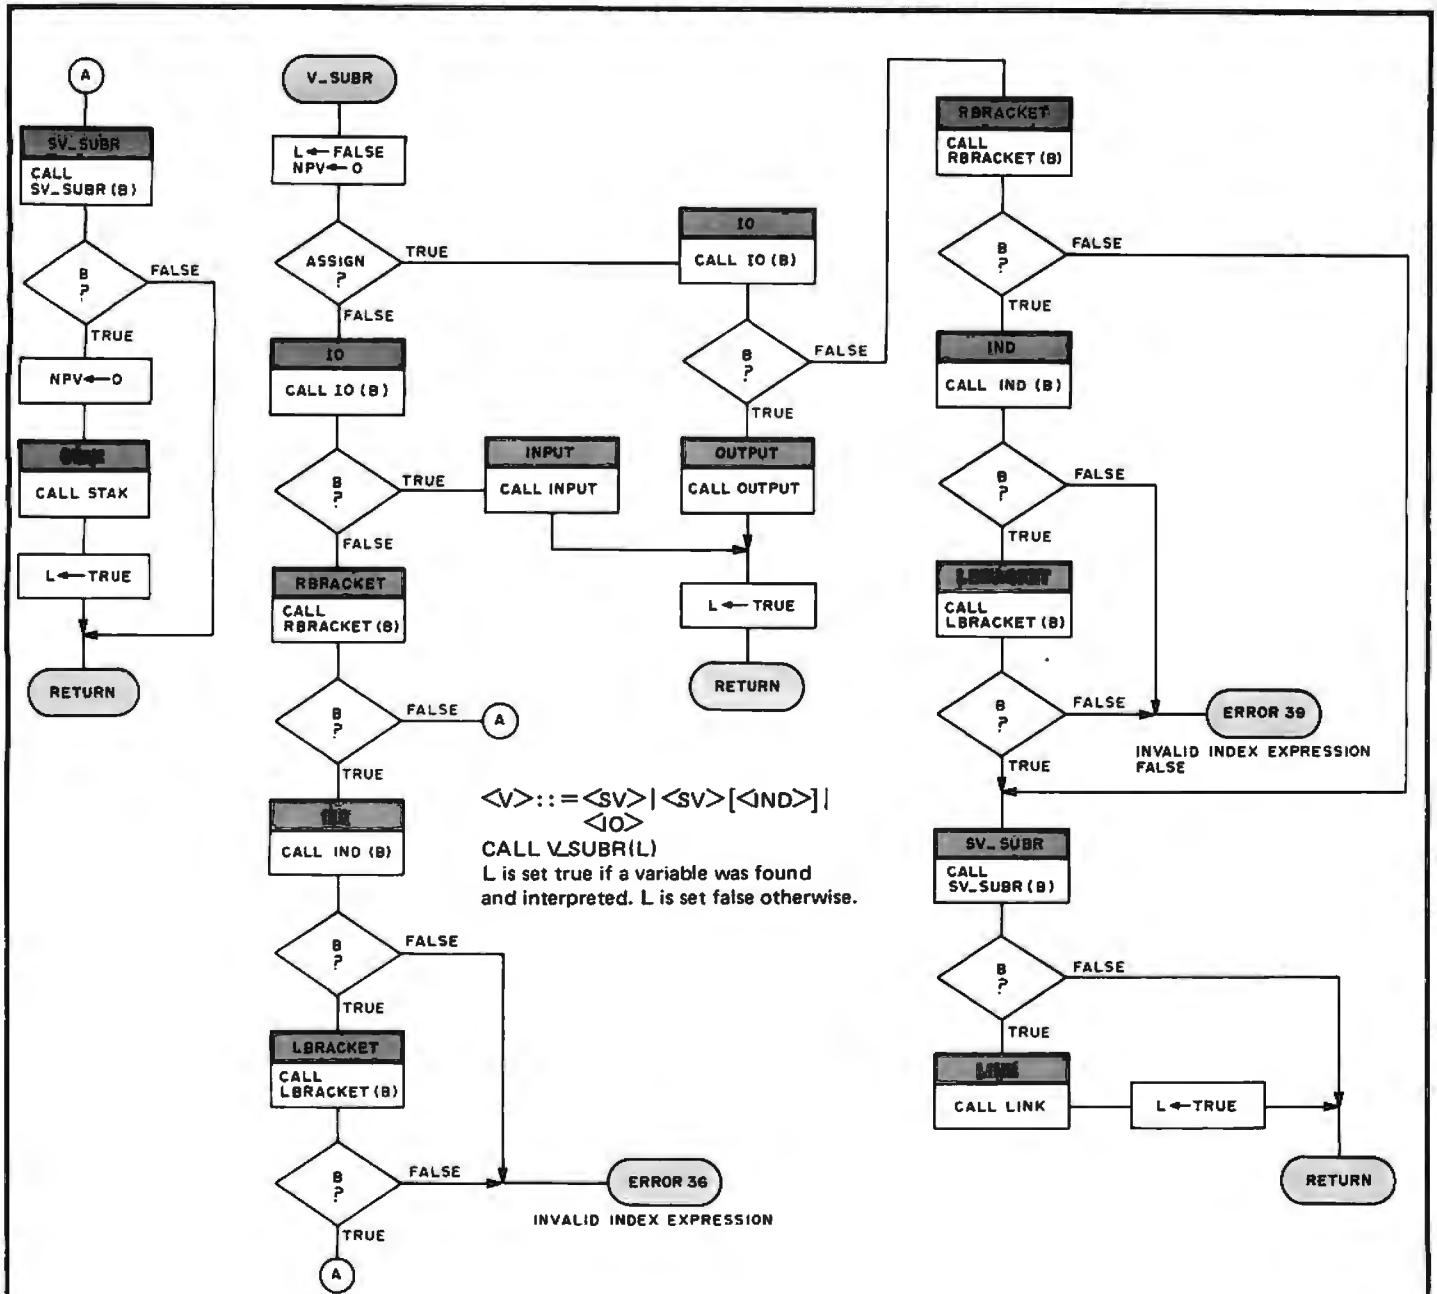 A
SV_SUBR
CALL
SV_SUBR (B)
B
?
FALSE
TRUE
NPV←O
CALL STAK
L←TRUE
RETURN
V_SUBR
L←FALSE
NPV←O
ASSIGN
?
TRUE
FALSE
IO
CALL IO (B)
B
?
TRUE
FALSE
INPUT
CALL INPUT
RBRACKET
CALL
RBRACKET (B)
B
?
FALSE
A
TRUE
CALL IND (B)
B
?
FALSE
TRUE
LBRACKET
CALL
LBRACKET (B)
B
?
FALSE
TRUE
A
ERROR 36
INVALID INDEX EXPRESSION
IO
CALL IO (B)
B
?
FALSE
TRUE
OUTPUT
CALL OUTPUT
L←TRUE
RETURN
<V>::=<SV>|<SV>[<IND>]|
<IO>
CALL V_SUBR(L)
L is set true if a variable was found
and interpreted. L is set false otherwise.
RBRACKET
CALL
RBRACKET (B)
B
?
FALSE
TRUE
IND
CALL IND (B)
B
?
FALSE
TRUE
LBRACKET
CALL
LBRACKET (B)
B
?
FALSE
TRUE
ERROR 39
INVALID INDEX EXPRESSION
FALSE
SV_SUBR
CALL
SV_SUBR (B)
B
?
FALSE
TRUE
LINK
CALL LINK
L←TRUE
RETURN